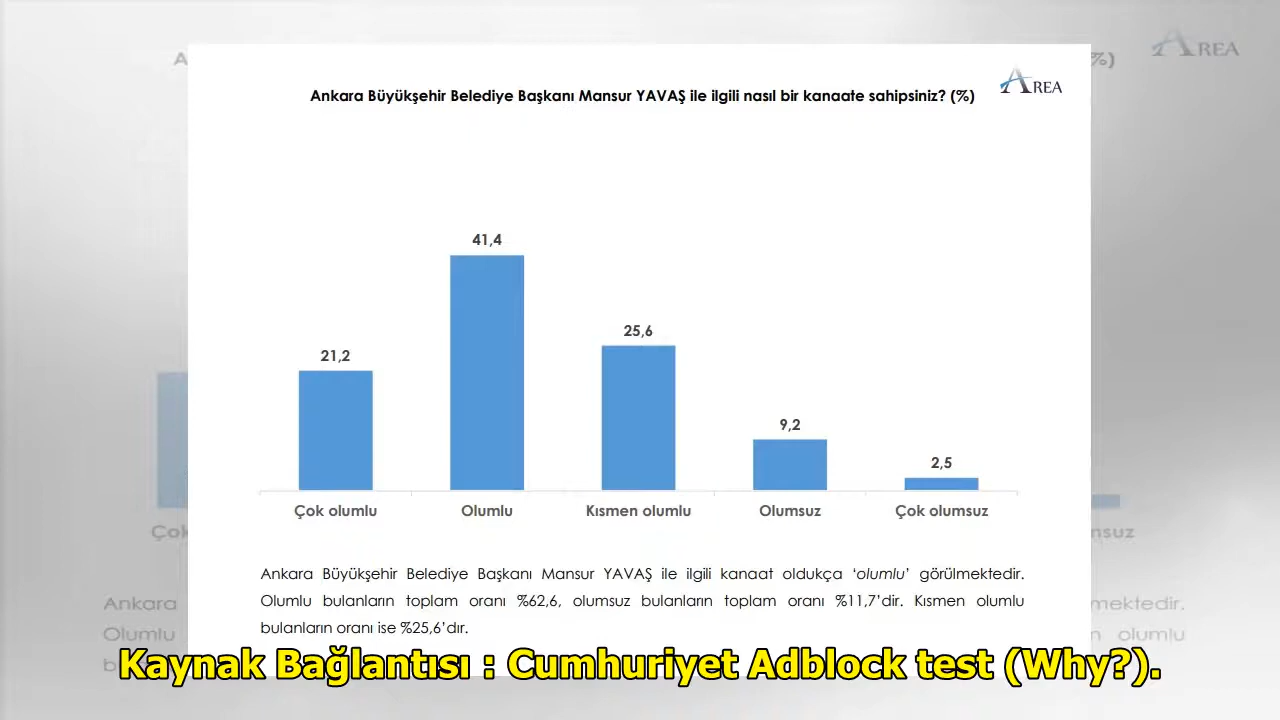 AREA
Ankara Büyükşehir Belediye Başkanı Mansur YAVAŞ ile ilgili nasıl bir kanaate sahipsiniz? (%)
AREA
41,4
25,6
21,2
9,2
2,5
Çok olumlu Olumlu Kısmen olumlu Olumsuz Çok olumsuz
Ankara Büyükşehir Belediye Başkanı Mansur YAVAŞ ile ilgili kanaat oldukça ‘olumlu’ görülmektedir.
Olumlu bulanların toplam oranı %62,6, olumsuz bulanların toplam oranı %11,7’dir. Kısmen olumlu
bulanların oranı ise %25,6’dır.
Kaynak Bağlantısı : Cumhuriyet Adblock test (Why?).